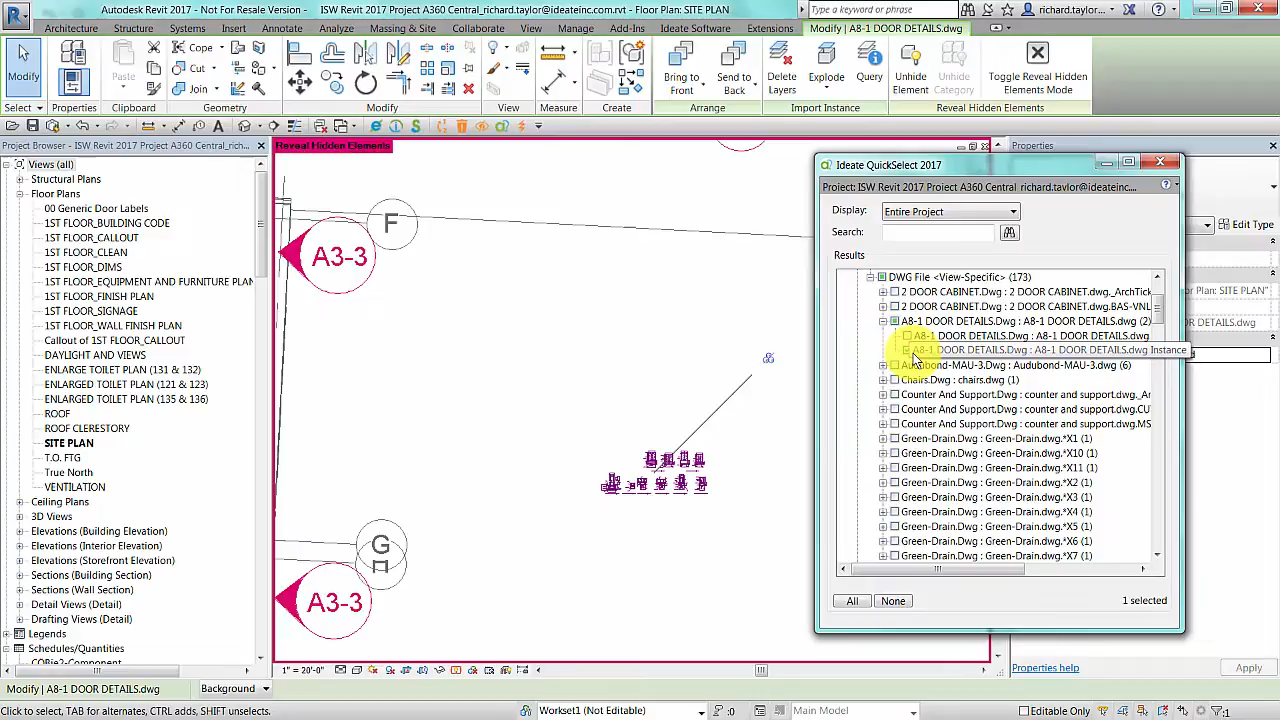 Autodesk Revit 2017 - Not For Resale Version -
ISW Revit 2017 Project A360 Central_richard.taylor@ideateinc.com.rvt - Floor Plan: SITE PLAN
Type a keyword or phrase
richard.taylor...
Architecture
Structure
Systems
Insert
Annotate
Analyze
Massing & Site
Collaborate
View
Manage
Add-Ins
Ideate Software
Extensions
Modify | A8-1 DOOR DETAILS.dwg
Modify
Properties
Paste
Cope
Cut
Join
Bring to Front
Send to Back
Delete Layers
Explode
Query
Unhide Element
Unhide Category
Toggle Reveal Hidden Elements Mode
Select
Properties
Clipboard
Geometry
Modify
View
Measure
Create
Arrange
Import Instance
Reveal Hidden Elements
Project Browser - ISW Revit 2017 Project A360 Central_richard....
Views (all)
Structural Plans
Floor Plans
00 Generic Door Labels
1ST FLOOR_BUILDING CODE
1ST FLOOR_CALLOUT
1ST FLOOR_CLEAN
1ST FLOOR_DIMS
1ST FLOOR_EQUIPMENT AND FURNITURE PLAN
1ST FLOOR_FINISH PLAN
1ST FLOOR_SIGNAGE
1ST FLOOR_WALL FINISH PLAN
Callout of 1ST FLOOR_CALLOUT
DAYLIGHT AND VIEWS
ENLARGE TOILET PLAN (131 & 132)
ENLARGED TOILET PLAN (121 & 123)
ENLARGED TOILET PLAN (135 & 136)
ROOF
ROOF CLERESTORY
SITE PLAN
T.O. FTG
True North
VENTILATION
Ceiling Plans
3D Views
Elevations (Building Elevation)
Elevations (Interior Elevation)
Elevations (Storefront Elevation)
Sections (Building Section)
Sections (Wall Section)
Detail Views (Detail)
Drafting Views (Detail)
Legends
Schedules/Quantities
COBie2-Component
Reveal Hidden Elements
F
A3-3
G
H
A3-3
1" = 20'-0"
Properties
Edit Type
Floor Plan: SITE PLAN"
DETAILS.dwg
Ideate QuickSelect 2017
Project: ISW Revit 2017 Project A360 Central_richard.taylor@ideateinc....
Display:
Entire Project
Search:
Results
DWG File <View-Specific> (173)
2 DOOR CABINET.Dwg : 2 DOOR CABINET.dwg._ArchTick
2 DOOR CABINET.Dwg : 2 DOOR CABINET.dwg.BAS-VNL
A8-1 DOOR DETAILS.Dwg : A8-1 DOOR DETAILS.dwg (2)
A8-1 DOOR DETAILS.Dwg : A8-1 DOOR DETAILS.dwg
A8-1 DOOR DETAILS.Dwg : A8-1 DOOR DETAILS.dwg Instance
Audubond-MAU-3.Dwg : Audubond-MAU-3.dwg (6)
Chairs.Dwg : chairs.dwg (1)
Counter And Support.Dwg : counter and support.dwg._Ar
Counter And Support.Dwg : counter and support.dwg.CU
Counter And Support.Dwg : counter and support.dwg.MS
Green-Drain.Dwg : Green-Drain.dwg.*X1 (1)
Green-Drain.Dwg : Green-Drain.dwg.*X10 (1)
Green-Drain.Dwg : Green-Drain.dwg.*X11 (1)
Green-Drain.Dwg : Green-Drain.dwg.*X2 (1)
Green-Drain.Dwg : Green-Drain.dwg.*X3 (1)
Green-Drain.Dwg : Green-Drain.dwg.*X4 (1)
Green-Drain.Dwg : Green-Drain.dwg.*X5 (1)
Green-Drain.Dwg : Green-Drain.dwg.*X6 (1)
Green-Drain.Dwg : Green-Drain.dwg.*X7 (1)
All
None
1 selected
Properties help
Apply
Modify | A8-1 DOOR DETAILS.dwg
Background
Click to select, TAB for alternates, CTRL adds, SHIFT unselects.
Workset1 (Not Editable)
:0
Main Model
Editable Only
:1